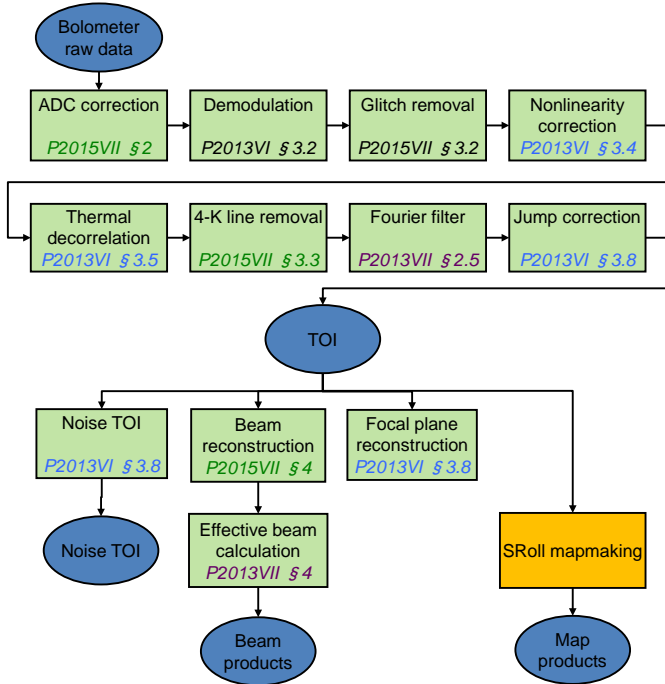 Bolometer
raw data
ADC correction
P2015VII § 2
Demodulation
P2013VI § 3.2
Glitch removal
P2015VII § 3.2
Nonlinearity
correction
P2013VI § 3.4
Thermal
decorrelation
P2013VI § 3.5
4-K line removal
P2015VII § 3.3
Fourier filter
P2013VII § 2.5
Jump correction
P2013VI § 3.8
TOI
Noise TOI
P2013VI § 3.8
Beam
reconstruction
P2015VII § 4
Focal plane
reconstruction
P2013VI § 3.8
Noise TOI
Effective beam
calculation
P2013VII § 4
SRoll mapmaking
Beam
products
Map
products